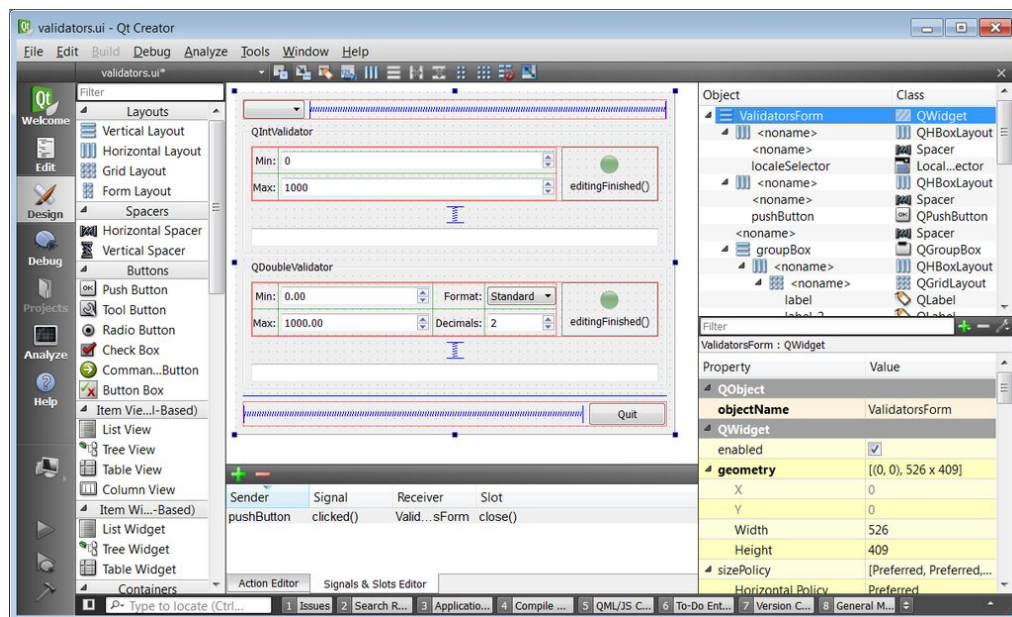 validators.ui - Qt Creator
File Edit Build Debug Analyze Tools Window Help
validators.ui*
Qt
Welcome
Edit
Design
Debug
Projects
Analyze
Help
Filter
Layouts
Vertical Layout
Horizontal Layout
Grid Layout
Form Layout
Spacers
Horizontal Spacer
Vertical Spacer
Buttons
OK Push Button
Tool Button
Radio Button
Check Box
Comman...Button
Button Box
Item Vie...l-Based)
List View
Tree View
Table View
Column View
Item Wi...-Based)
List Widget
Tree Widget
Table Widget
Containers
QIntValidator
Min: 0
Max: 1000
editingFinished()
QDoubleValidator
Min: 0.00 Format: Standard
Max: 1000.00 Decimals: 2
editingFinished()
Quit
Sender Signal Receiver Slot
pushButton clicked() Valid...sForm close()
Action Editor Signals & Slots Editor
Object Class
ValidatorsForm QWidget
<noname> QHBoxLayout
<noname> Spacer
localeSelector Local...ector
<noname> QHBoxLayout
<noname> Spacer
pushButton OK QPushButton
<noname> Spacer
groupBox QGroupBox
<noname> QHBoxLayout
<noname> QGridLayout
label QLabel
label_2 QLabel
Filter
ValidatorsForm : QWidget
Property Value
QObject
objectName ValidatorsForm
QWidget
enabled
geometry [(0, 0), 526 x 409]
X 0
Y 0
Width 526
Height 409
sizePolicy [Preferred, Preferred,...
Horizontal Policy Preferred
Type to locate (Ctrl... 1 Issues 2 Search R... 3 Applicatio... 4 Compile ... 5 QML/JS C... 6 To-Do Ent... 7 Version C... 8 General M...